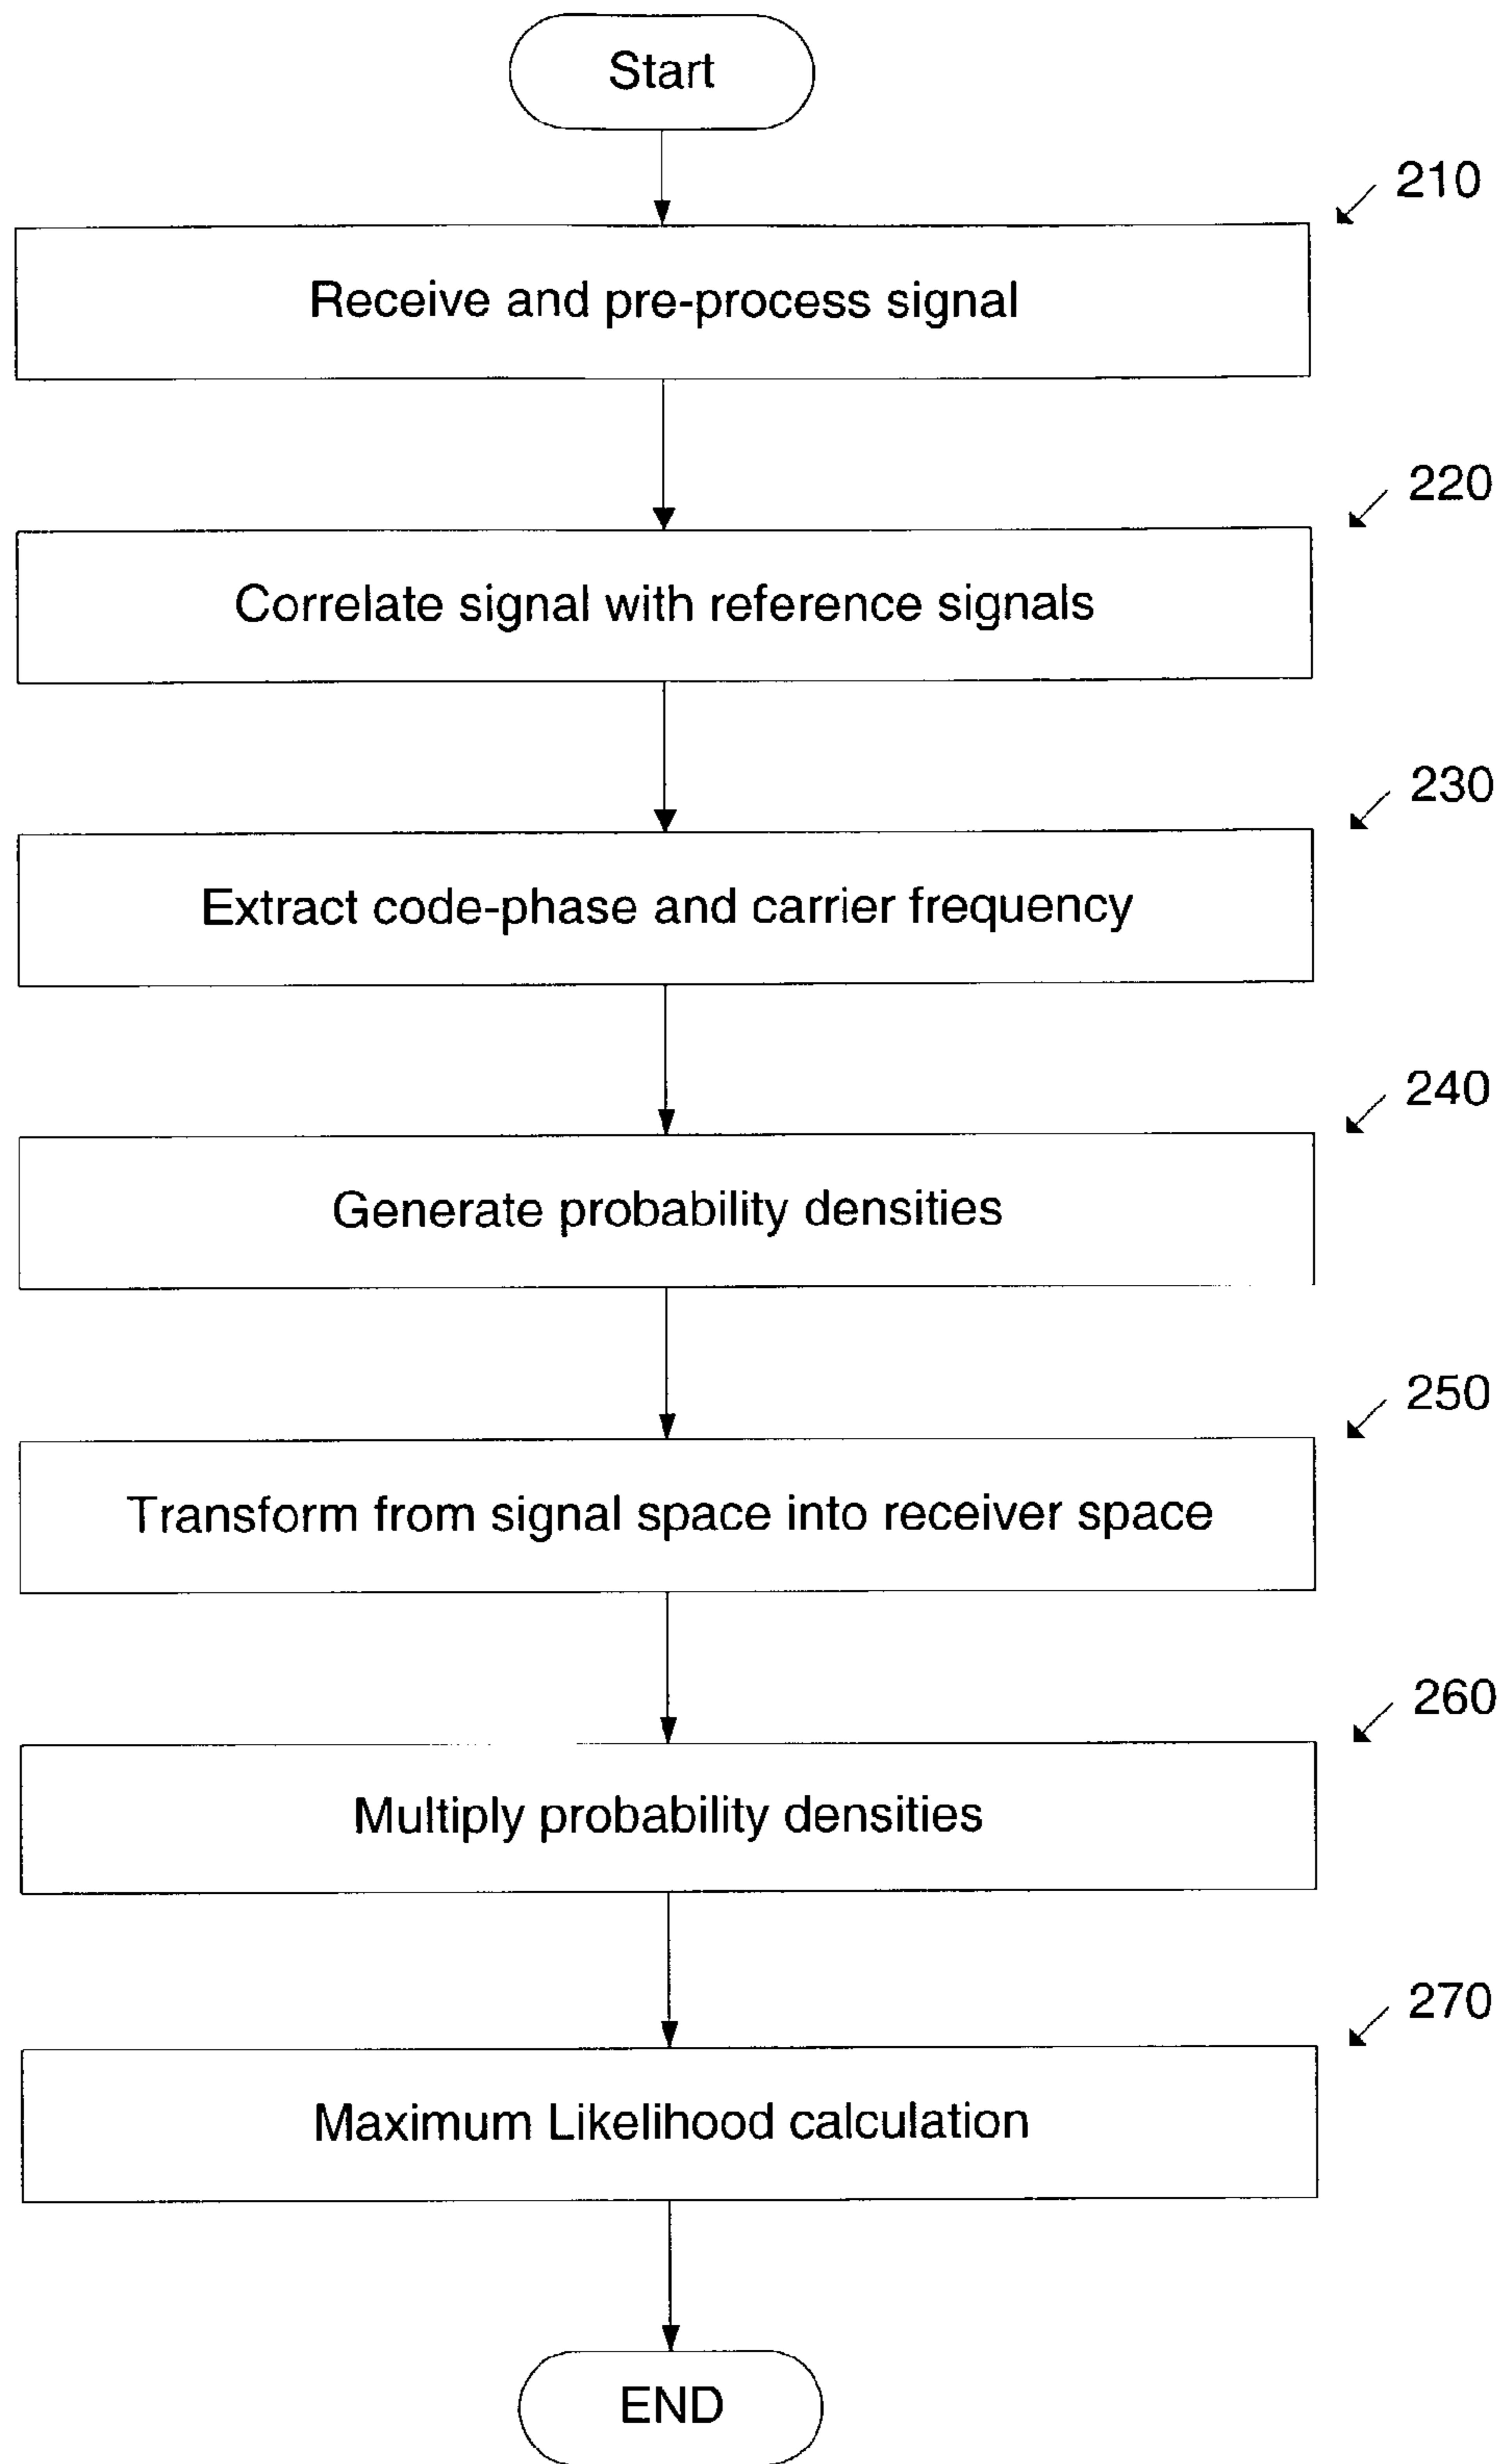 Start
210
Receive and pre-process signal
220
Correlate signal with reference signals
230
Extract code-phase and carrier frequency
240
Generate probability densities
250
Transform from signal space into receiver space
260
Multiply probability densities
270
Maximum Likelihood calculation
END